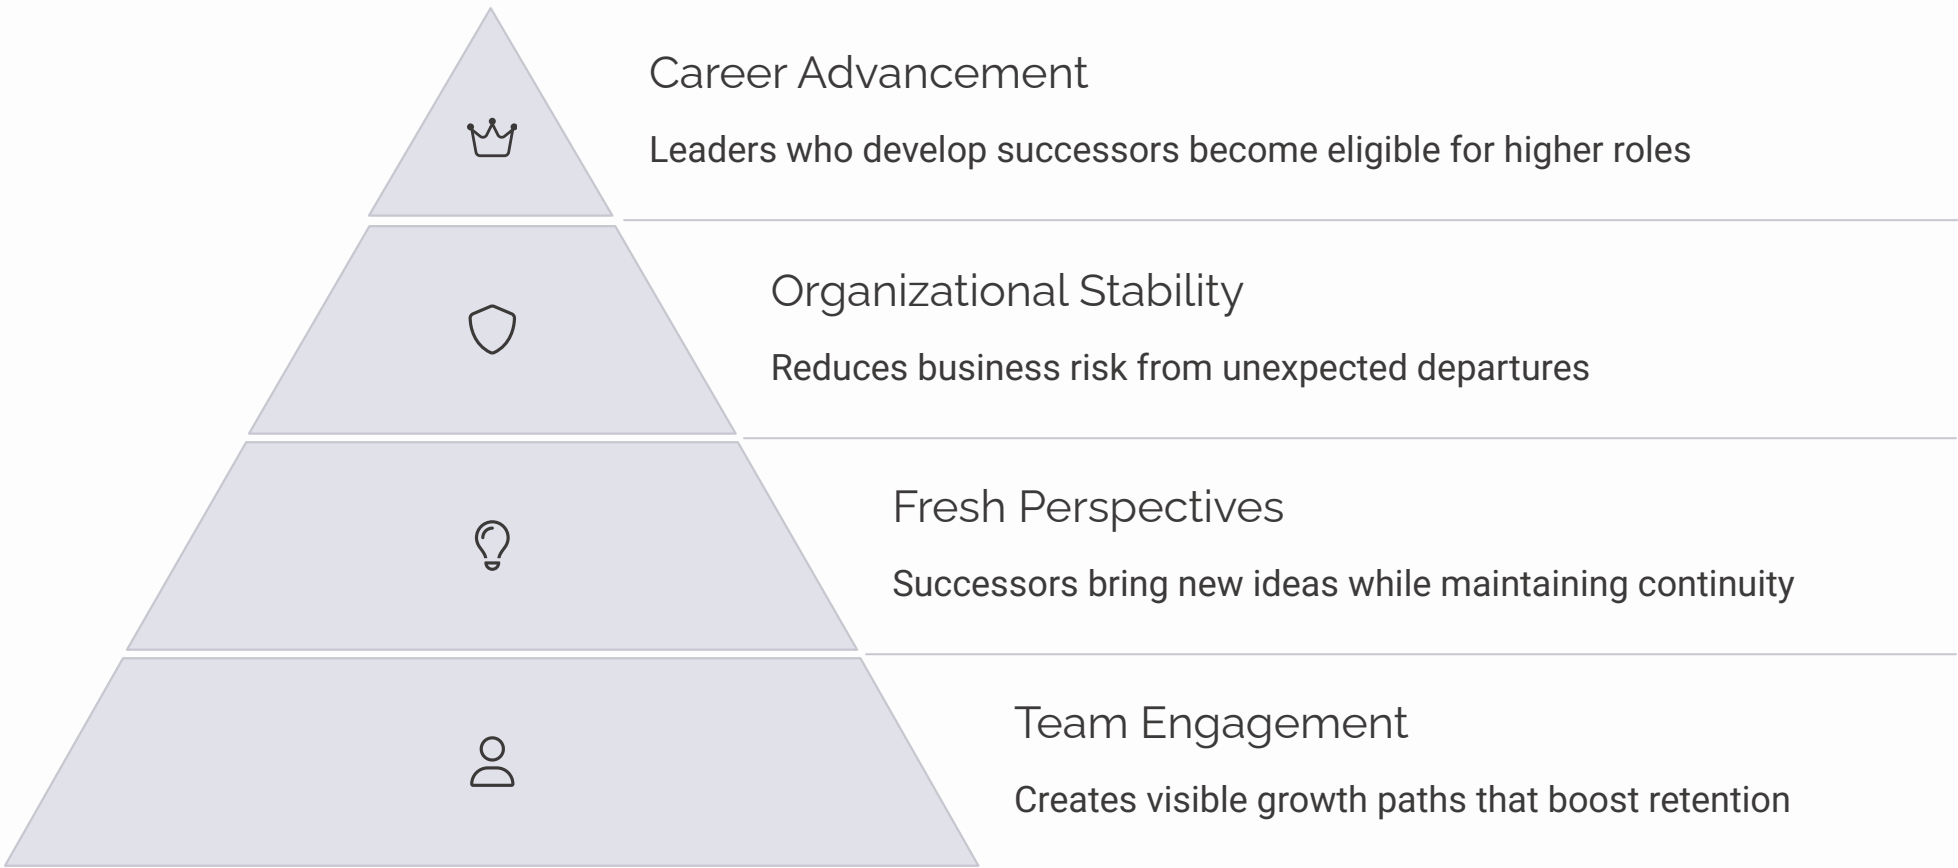 Career Advancement
Leaders who develop successors become eligible for higher roles
Organizational Stability
Reduces business risk from unexpected departures
Fresh Perspectives
Successors bring new ideas while maintaining continuity
Team Engagement
Creates visible growth paths that boost retention